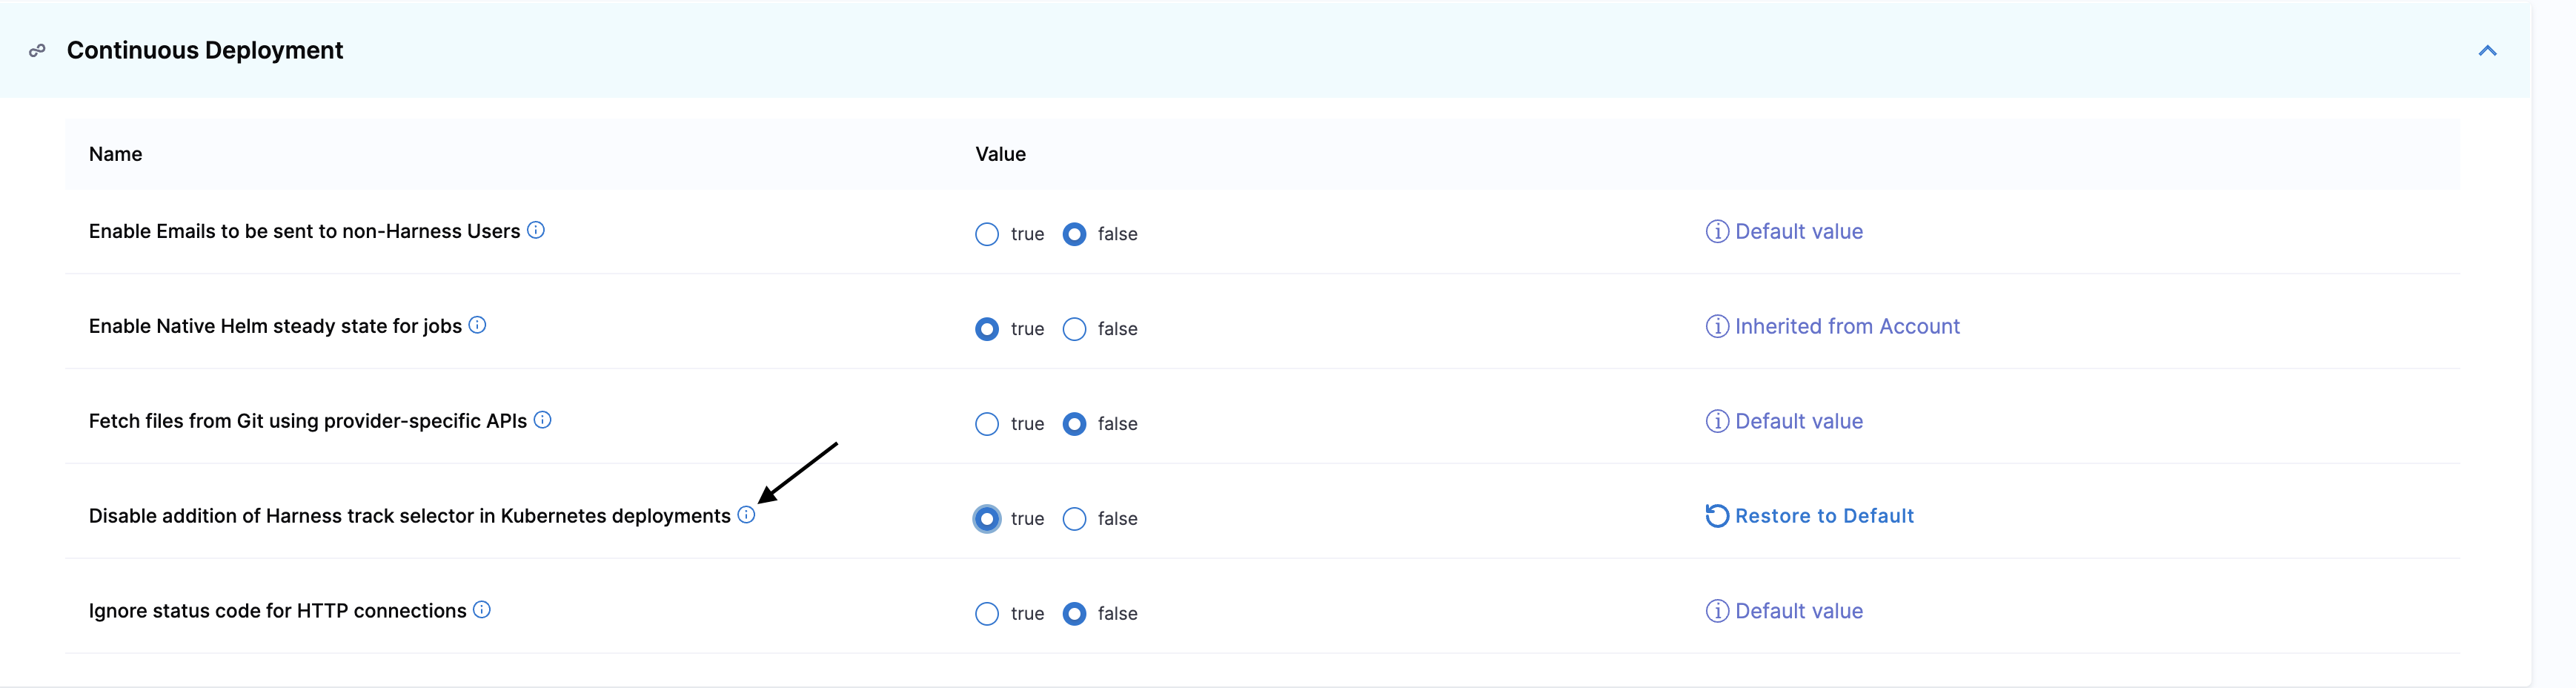 Continuous Deployment
Name Value
Enable Emails to be sent to non-Harness Users true false Default value
Enable Native Helm steady state for jobs true false Inherited from Account
Fetch files from Git using provider-specific APIs true false Default value
Disable addition of Harness track selector in Kubernetes deployments true false Restore to Default
Ignore status code for HTTP connections true false Default value